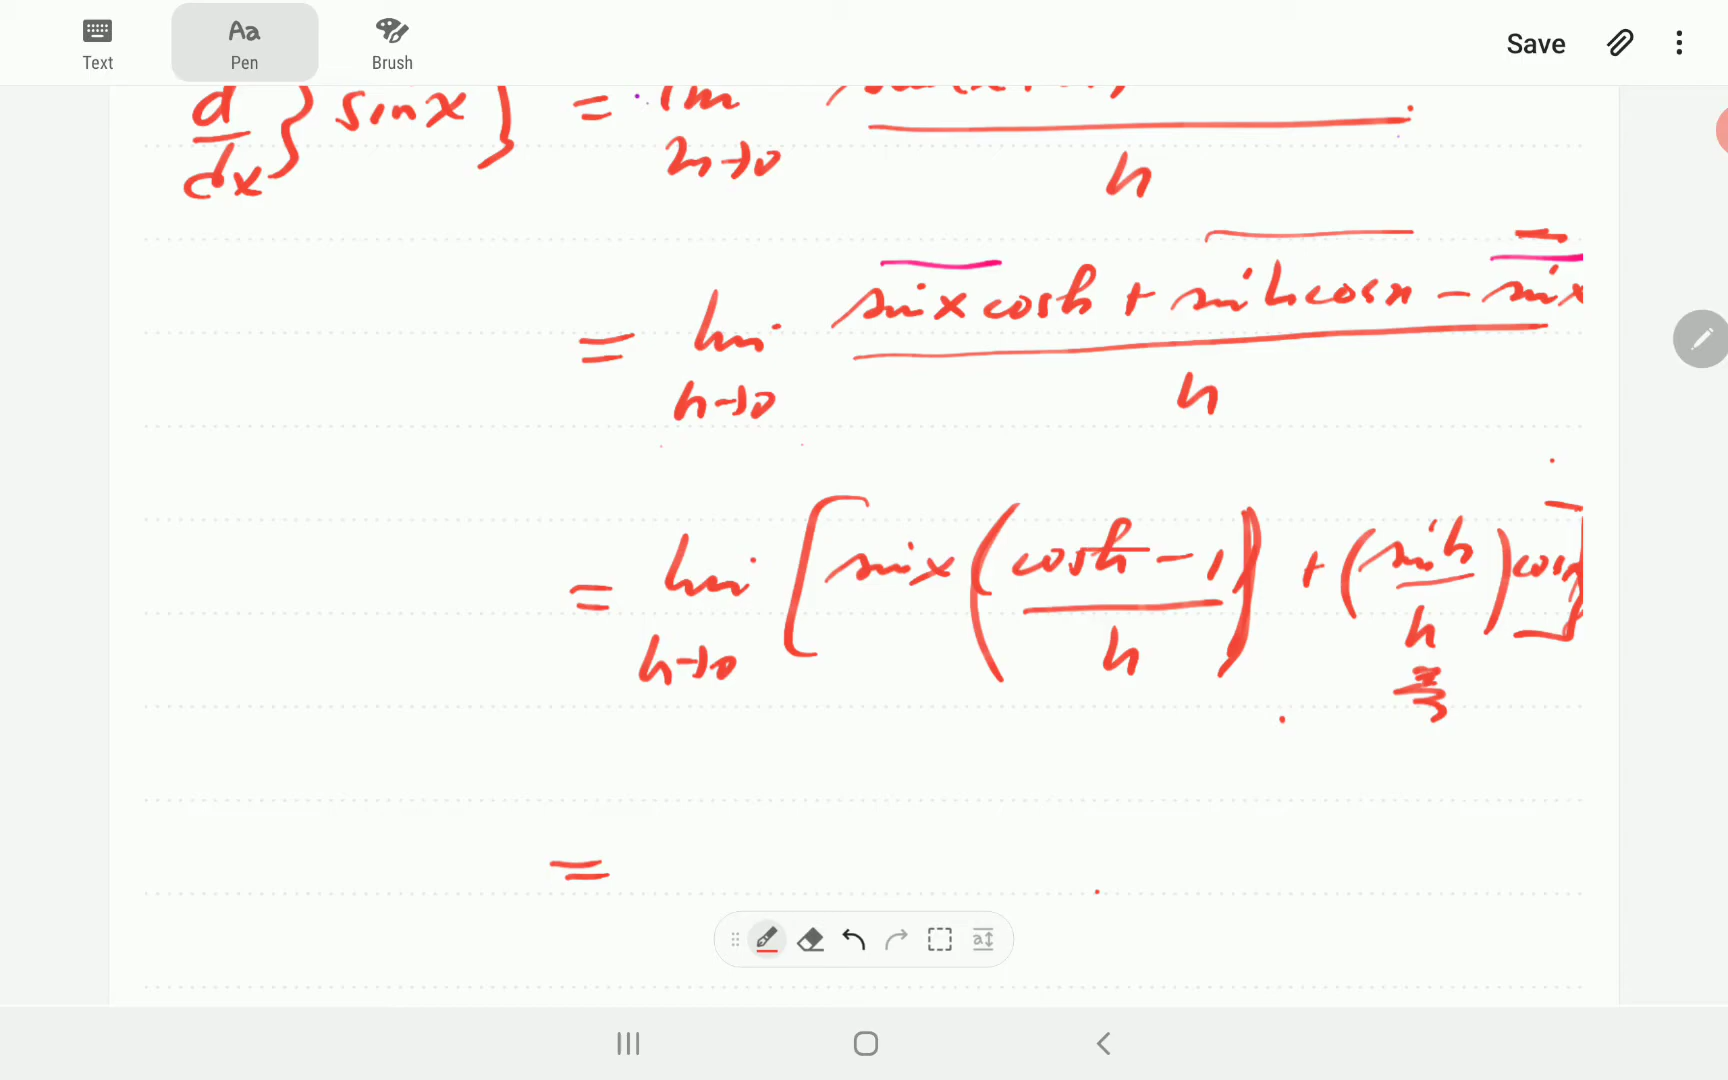 Text Aa Pen Brush Save
d/dx {sin x} = lim h→0 / h
= lim h→0 (sin x cos h + sin h cos x − sin x) / h
= lim h→0 [sin x ((cos h − 1) / h) + (sin h / h) cos x]
=